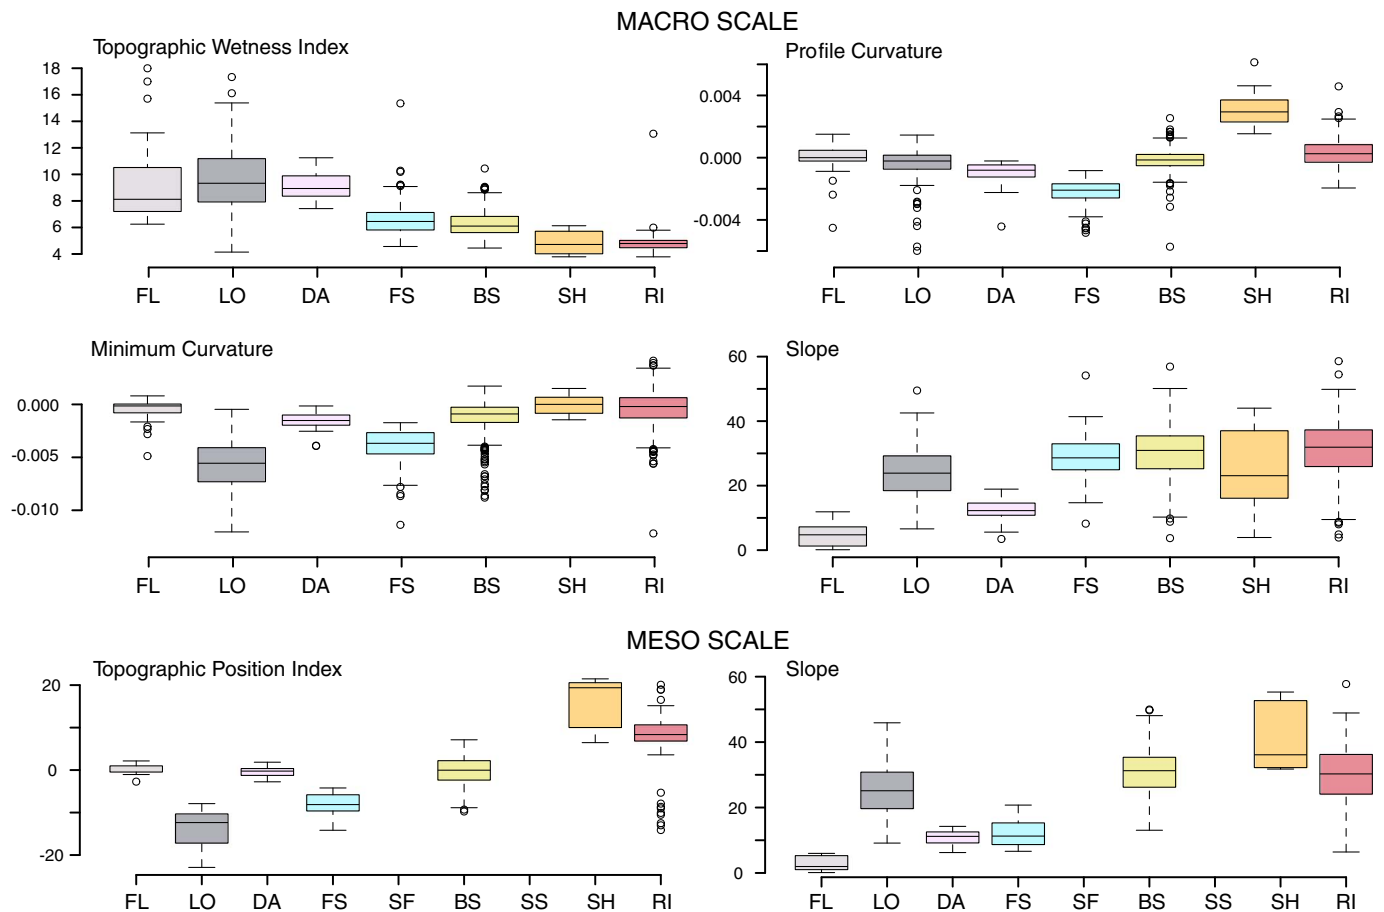 MACRO SCALE
Topographic Wetness Index
18
16
14
12
10
8
6
4
FL LO DA FS BS SH RI
Profile Curvature
0.004
0.000
-0.004
FL LO DA FS BS SH RI
Minimum Curvature
0.000
-0.005
-0.010
FL LO DA FS BS SH RI
Slope
60
40
20
0
FL LO DA FS BS SH RI
MESO SCALE
Topographic Position Index
20
0
-20
FL LO DA FS SF BS SS SH RI
Slope
60
40
20
0
FL LO DA FS SF BS SS SH RI